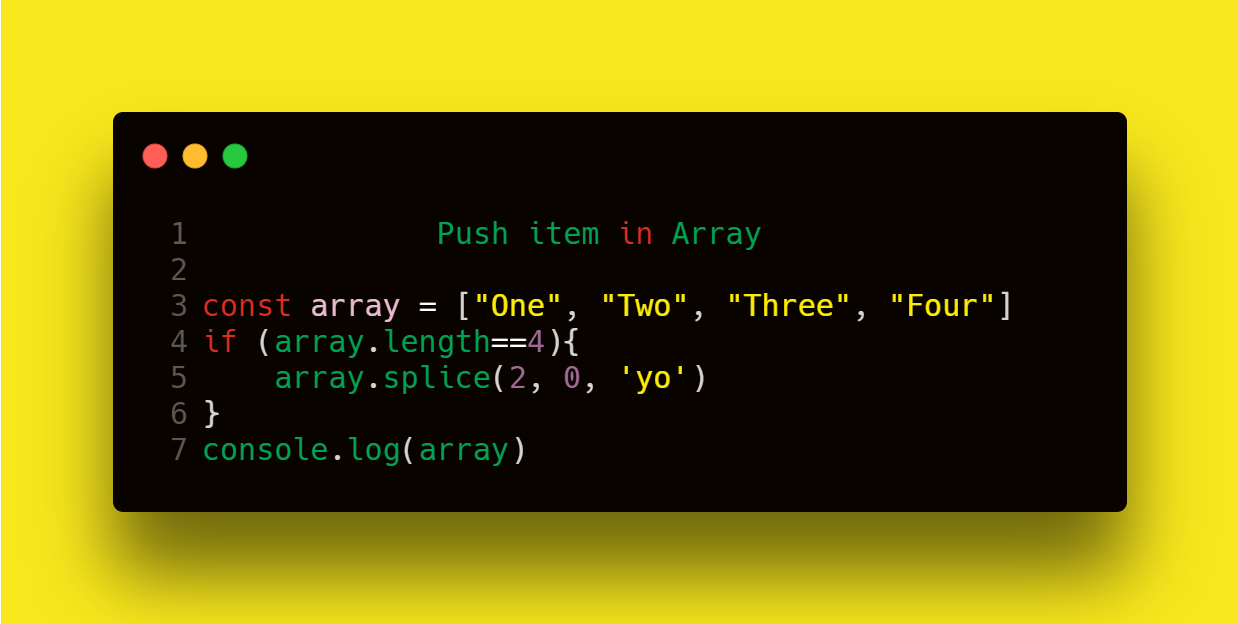 1 Push item in Array
2
3 const array = ["One", "Two", "Three", "Four"]
4 if (array.length==4){
5     array.splice(2, 0, 'yo')
6 }
7 console.log(array)